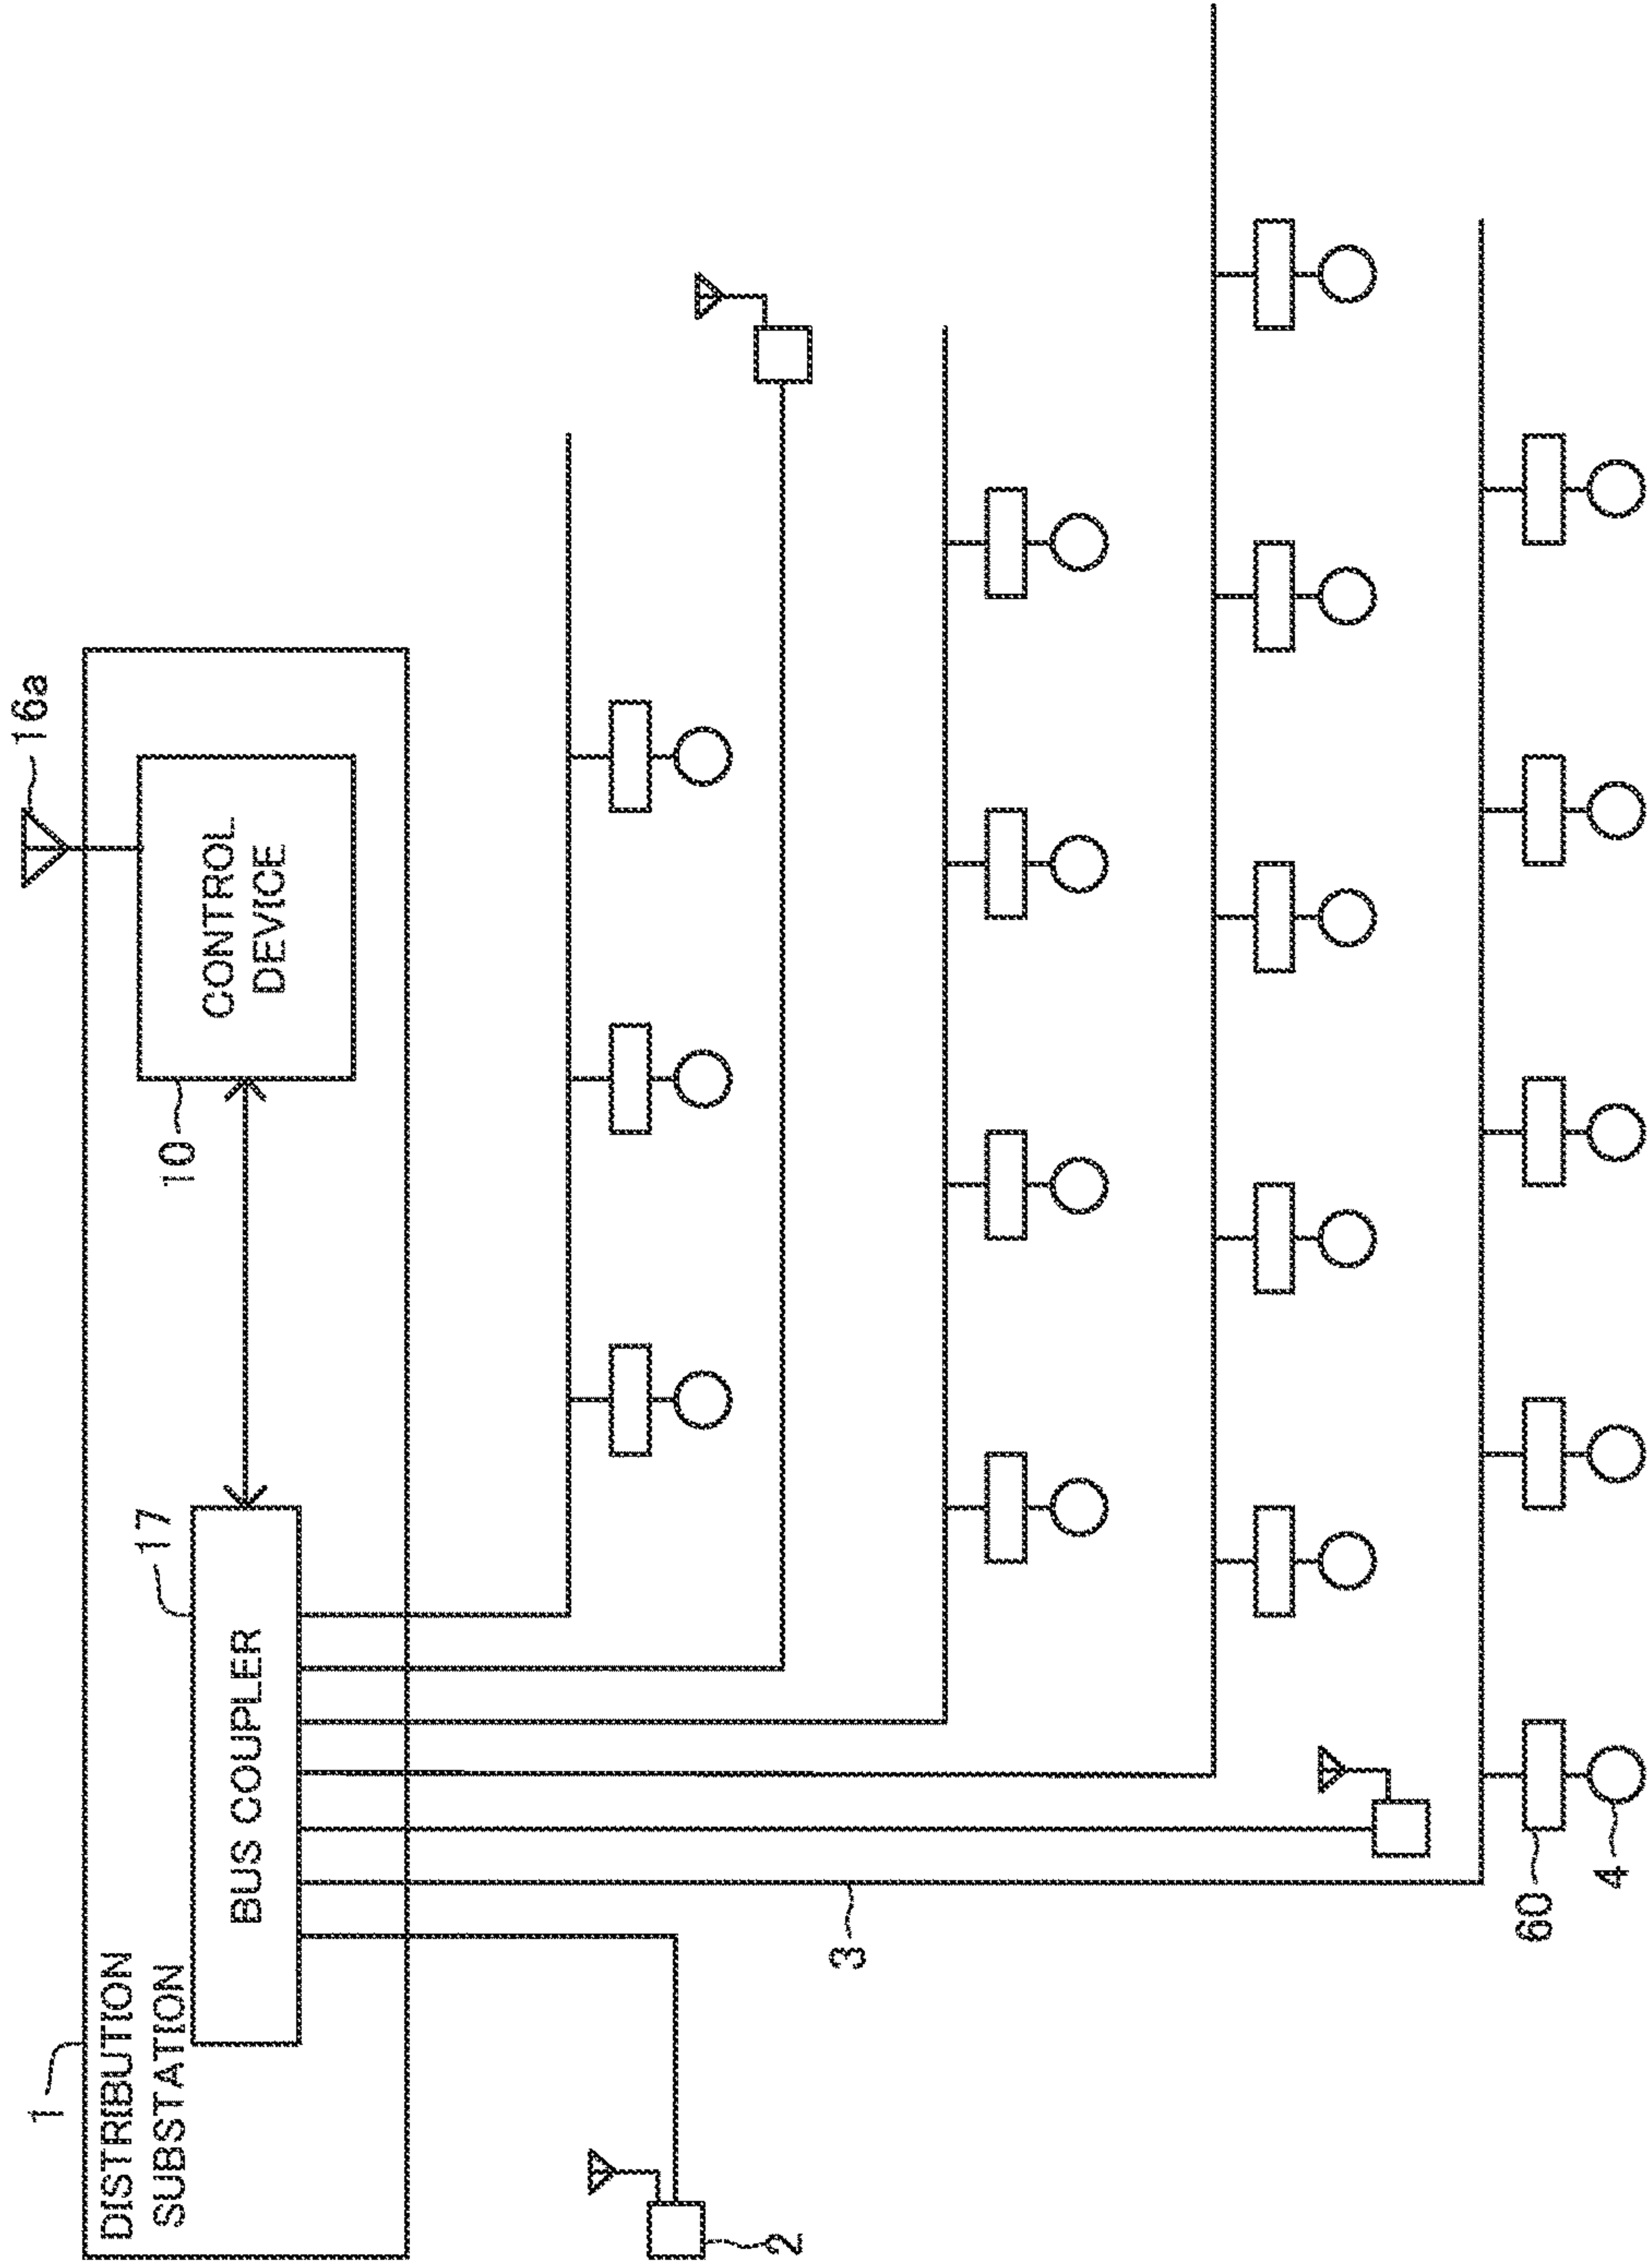 1
DISTRIBUTION
SUBSTATION
17
BUS COUPLER
10
CONTROL
DEVICE
16a
2
3
60
4